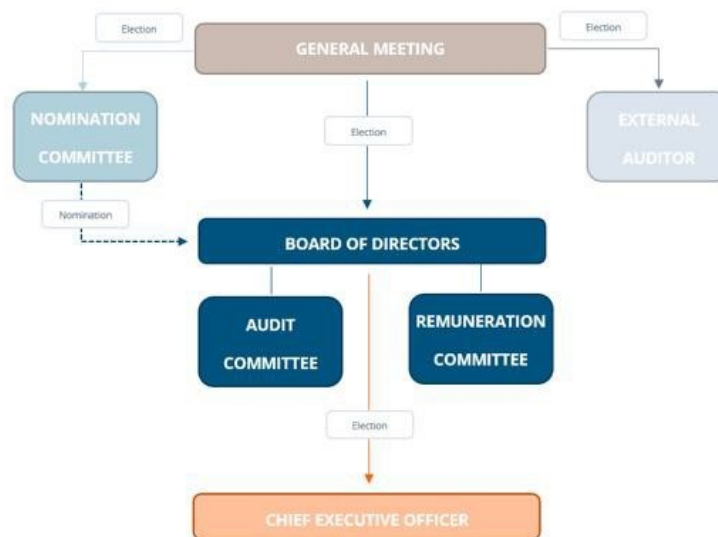 Election
GENERAL MEETING
Election
NOMINATION
COMMITTEE
Election
EXTERNAL
AUDITOR
Nomination
BOARD OF DIRECTORS
AUDIT
COMMITTEE
REMUNERATION
COMMITTEE
Election
CHIEF EXECUTIVE OFFICER